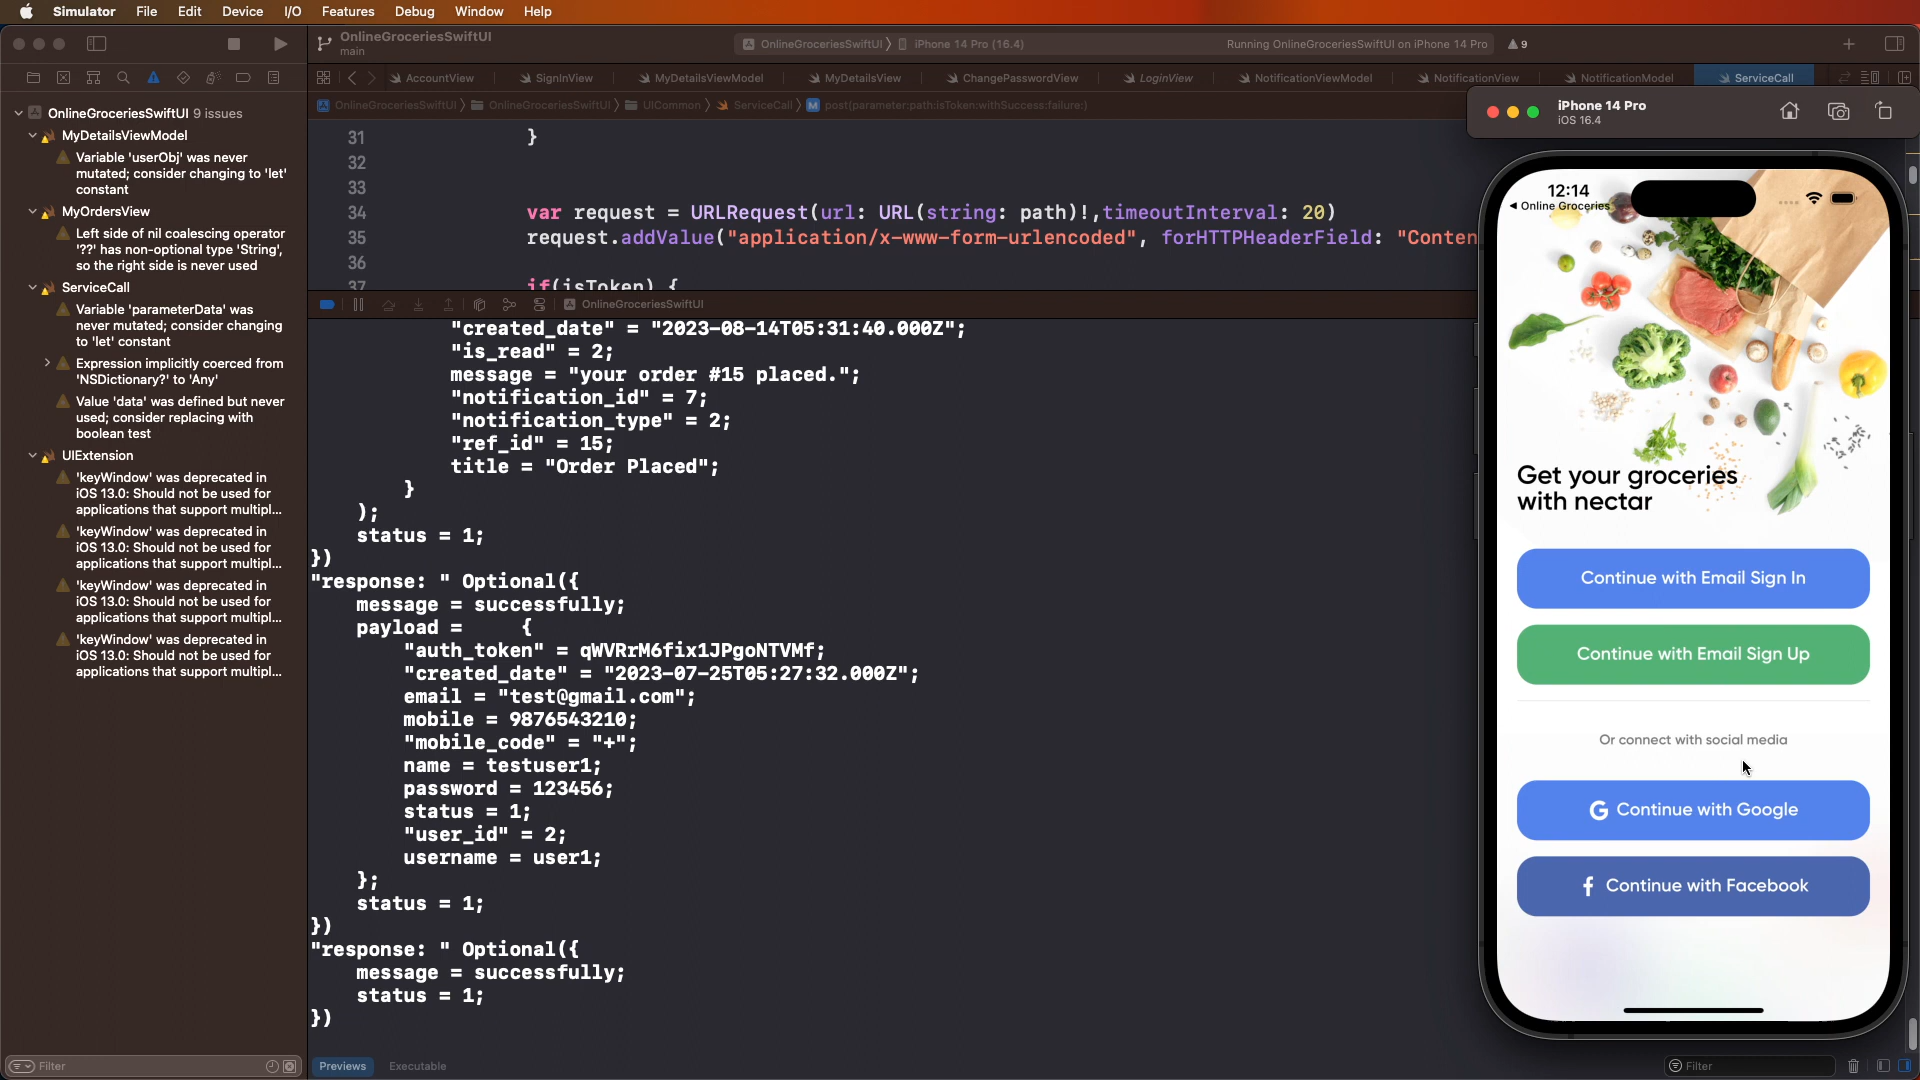 Simulator File Edit Device I/O Features Debug Window Help
OnlineGroceriesSwiftUI
main
OnlineGroceriesSwiftUI 〉 iPhone 14 Pro (16.4)
Running OnlineGroceriesSwiftUI on iPhone 14 Pro
9
AccountView SignInView MyDetailsViewModel MyDetailsView ChangePasswordView LoginView NotificationViewModel NotificationView NotificationModel ServiceCall
OnlineGroceriesSwiftUI 〉 OnlineGroceriesSwiftUI 〉 UICommon 〉 ServiceCall 〉 M post(parameter:path:isToken:withSuccess:failure:)
OnlineGroceriesSwiftUI 9 issues
MyDetailsViewModel
Variable 'userObj' was never
mutated; consider changing to 'let'
constant
MyOrdersView
Left side of nil coalescing operator
'??' has non-optional type 'String',
so the right side is never used
ServiceCall
Variable 'parameterData' was
never mutated; consider changing
to 'let' constant
Expression implicitly coerced from
'NSDictionary?' to 'Any'
Value 'data' was defined but never
used; consider replacing with
boolean test
UIExtension
'keyWindow' was deprecated in
iOS 13.0: Should not be used for
applications that support multipl...
'keyWindow' was deprecated in
iOS 13.0: Should not be used for
applications that support multipl...
'keyWindow' was deprecated in
iOS 13.0: Should not be used for
applications that support multipl...
'keyWindow' was deprecated in
iOS 13.0: Should not be used for
applications that support multipl...
Filter
31 }
32
33
34 var request = URLRequest(url: URL(string: path)!,timeoutInterval: 20)
35 request.addValue("application/x-www-form-urlencoded", forHTTPHeaderField: "Conten
36
37 if(isToken) {
OnlineGroceriesSwiftUI
"created_date" = "2023-08-14T05:31:40.000Z";
"is_read" = 2;
message = "your order #15 placed.";
"notification_id" = 7;
"notification_type" = 2;
"ref_id" = 15;
title = "Order Placed";
}
);
status = 1;
})
"response: " Optional({
message = successfully;
payload = {
"auth_token" = qWVRrM6fix1JPgoNTVMf;
"created_date" = "2023-07-25T05:27:32.000Z";
email = "test@gmail.com";
mobile = 9876543210;
"mobile_code" = "+";
name = testuser1;
password = 123456;
status = 1;
"user_id" = 2;
username = user1;
};
status = 1;
})
"response: " Optional({
message = successfully;
status = 1;
})
Previews Executable
Filter
iPhone 14 Pro
iOS 16.4
12:14
◀ Online Groceries
Get your groceries
with nectar
Continue with Email Sign In
Continue with Email Sign Up
Or connect with social media
G Continue with Google
f Continue with Facebook